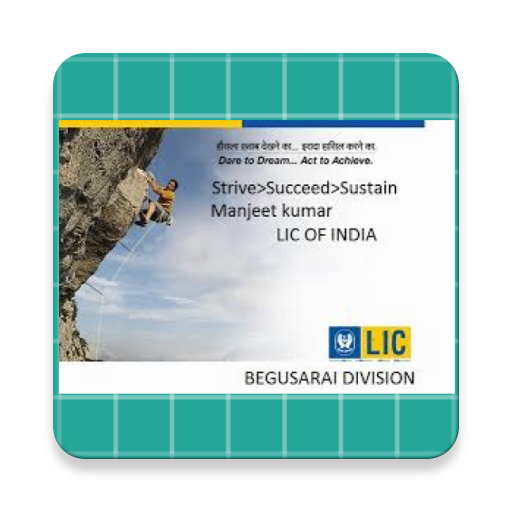 हौसला ख़्वाब देखने का... इरादा हासिल करने का.
Dare to Dream... Act to Achieve.
Strive>Succeed>Sustain
Manjeet kumar
LIC OF INDIA
LIC
BEGUSARAI DIVISION